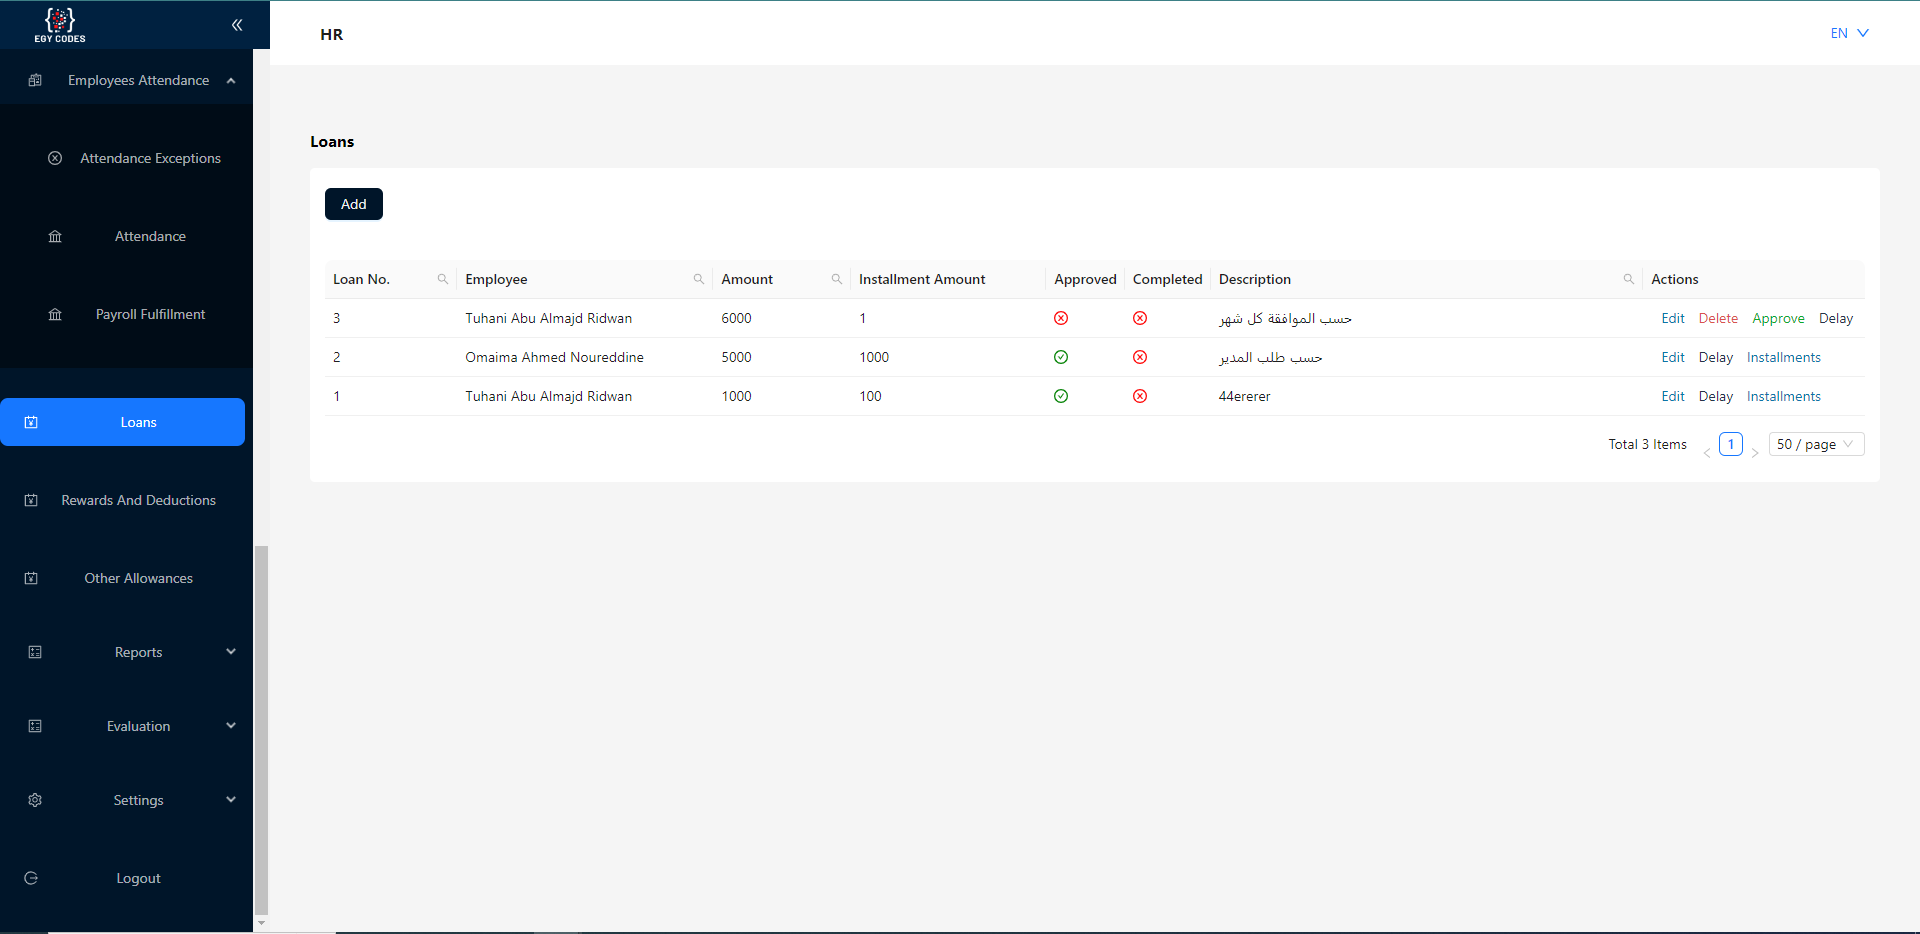 EGY CODES
HR
EN
Employees Attendance
Attendance Exceptions
Attendance
Payroll Fulfillment
Loans
Rewards And Deductions
Other Allowances
Reports
Evaluation
Settings
Logout
Loans
Add
Loan No. Employee Amount Installment Amount Approved Completed Description Actions
3 Tuhani Abu Almajd Ridwan 6000 1 حسب الموافقة كل شهر Edit Delete Approve Delay
2 Omaima Ahmed Noureddine 5000 1000 حسب طلب المدير Edit Delay Installments
1 Tuhani Abu Almajd Ridwan 1000 100 44ererer Edit Delay Installments
Total 3 Items < 1 > 50 / page